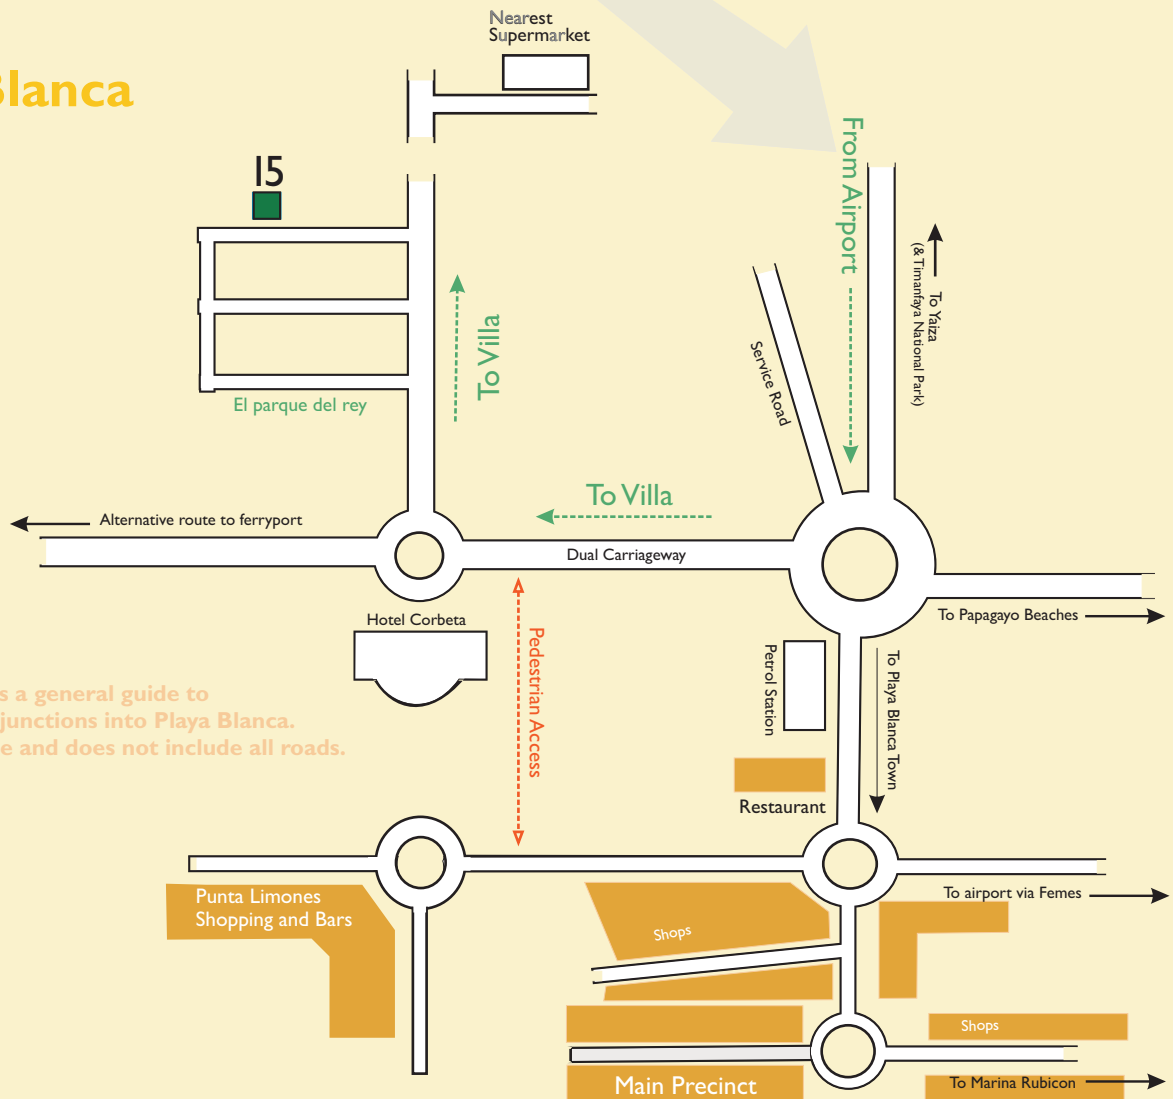 Nearest
Supermarket
Blanca
15
From Airport
To Yaiza
(& Timanfaya National Park)
To Villa
Service Road
El parque del rey
To Villa
Alternative route to ferryport
Dual Carriageway
Hotel Corbeta
To Papagayo Beaches
Pedestrian Access
Petrol Station
To Playa Blanca Town
s a general guide to
junctions into Playa Blanca.
e and does not include all roads.
Restaurant
Punta Limones
Shopping and Bars
To airport via Femes
Shops
Shops
Main Precinct
To Marina Rubicon